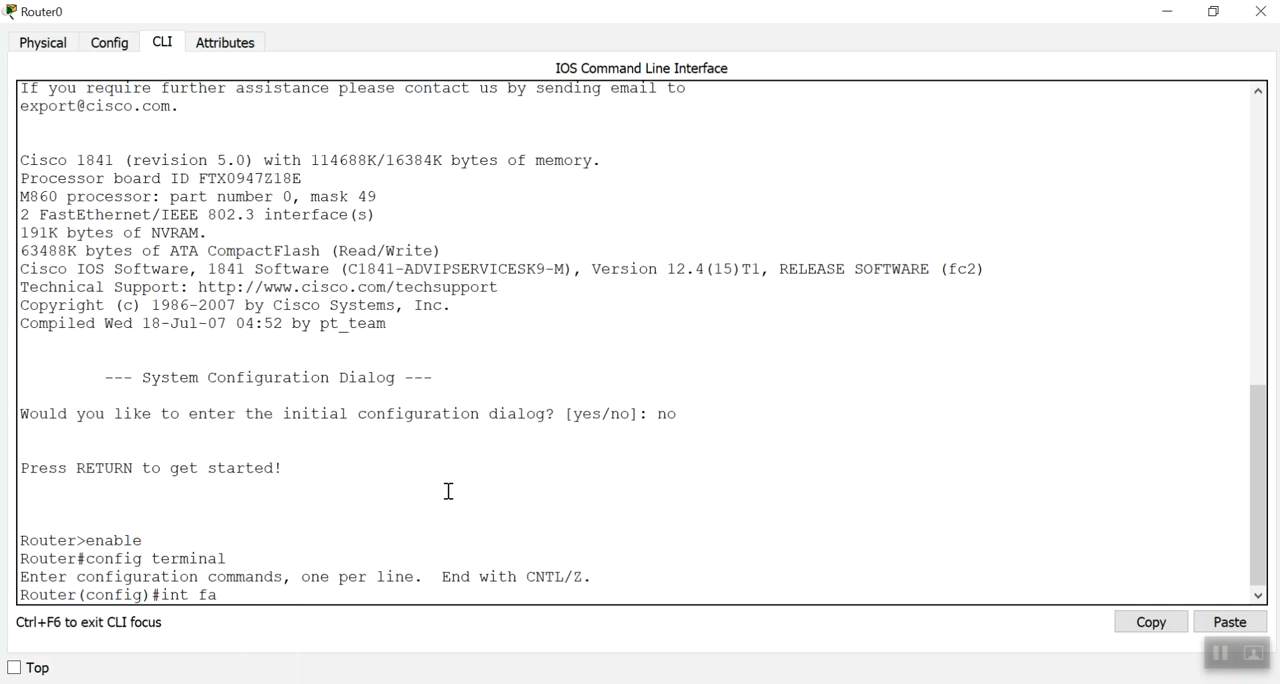 Router0
Physical Config CLI Attributes
IOS Command Line Interface
If you require further assistance please contact us by sending email to
export@cisco.com.
Cisco 1841 (revision 5.0) with 114688K/16384K bytes of memory.
Processor board ID FTX0947Z18E
M860 processor: part number 0, mask 49
2 FastEthernet/IEEE 802.3 interface(s)
191K bytes of NVRAM.
63488K bytes of ATA CompactFlash (Read/Write)
Cisco IOS Software, 1841 Software (C1841-ADVIPSERVICESK9-M), Version 12.4(15)T1, RELEASE SOFTWARE (fc2)
Technical Support: http://www.cisco.com/techsupport
Copyright (c) 1986-2007 by Cisco Systems, Inc.
Compiled Wed 18-Jul-07 04:52 by pt_team
--- System Configuration Dialog ---
Would you like to enter the initial configuration dialog? [yes/no]: no
Press RETURN to get started!
Router>enable
Router#config terminal
Enter configuration commands, one per line.  End with CNTL/Z.
Router(config)#int fa
Ctrl+F6 to exit CLI focus
Copy Paste
Top